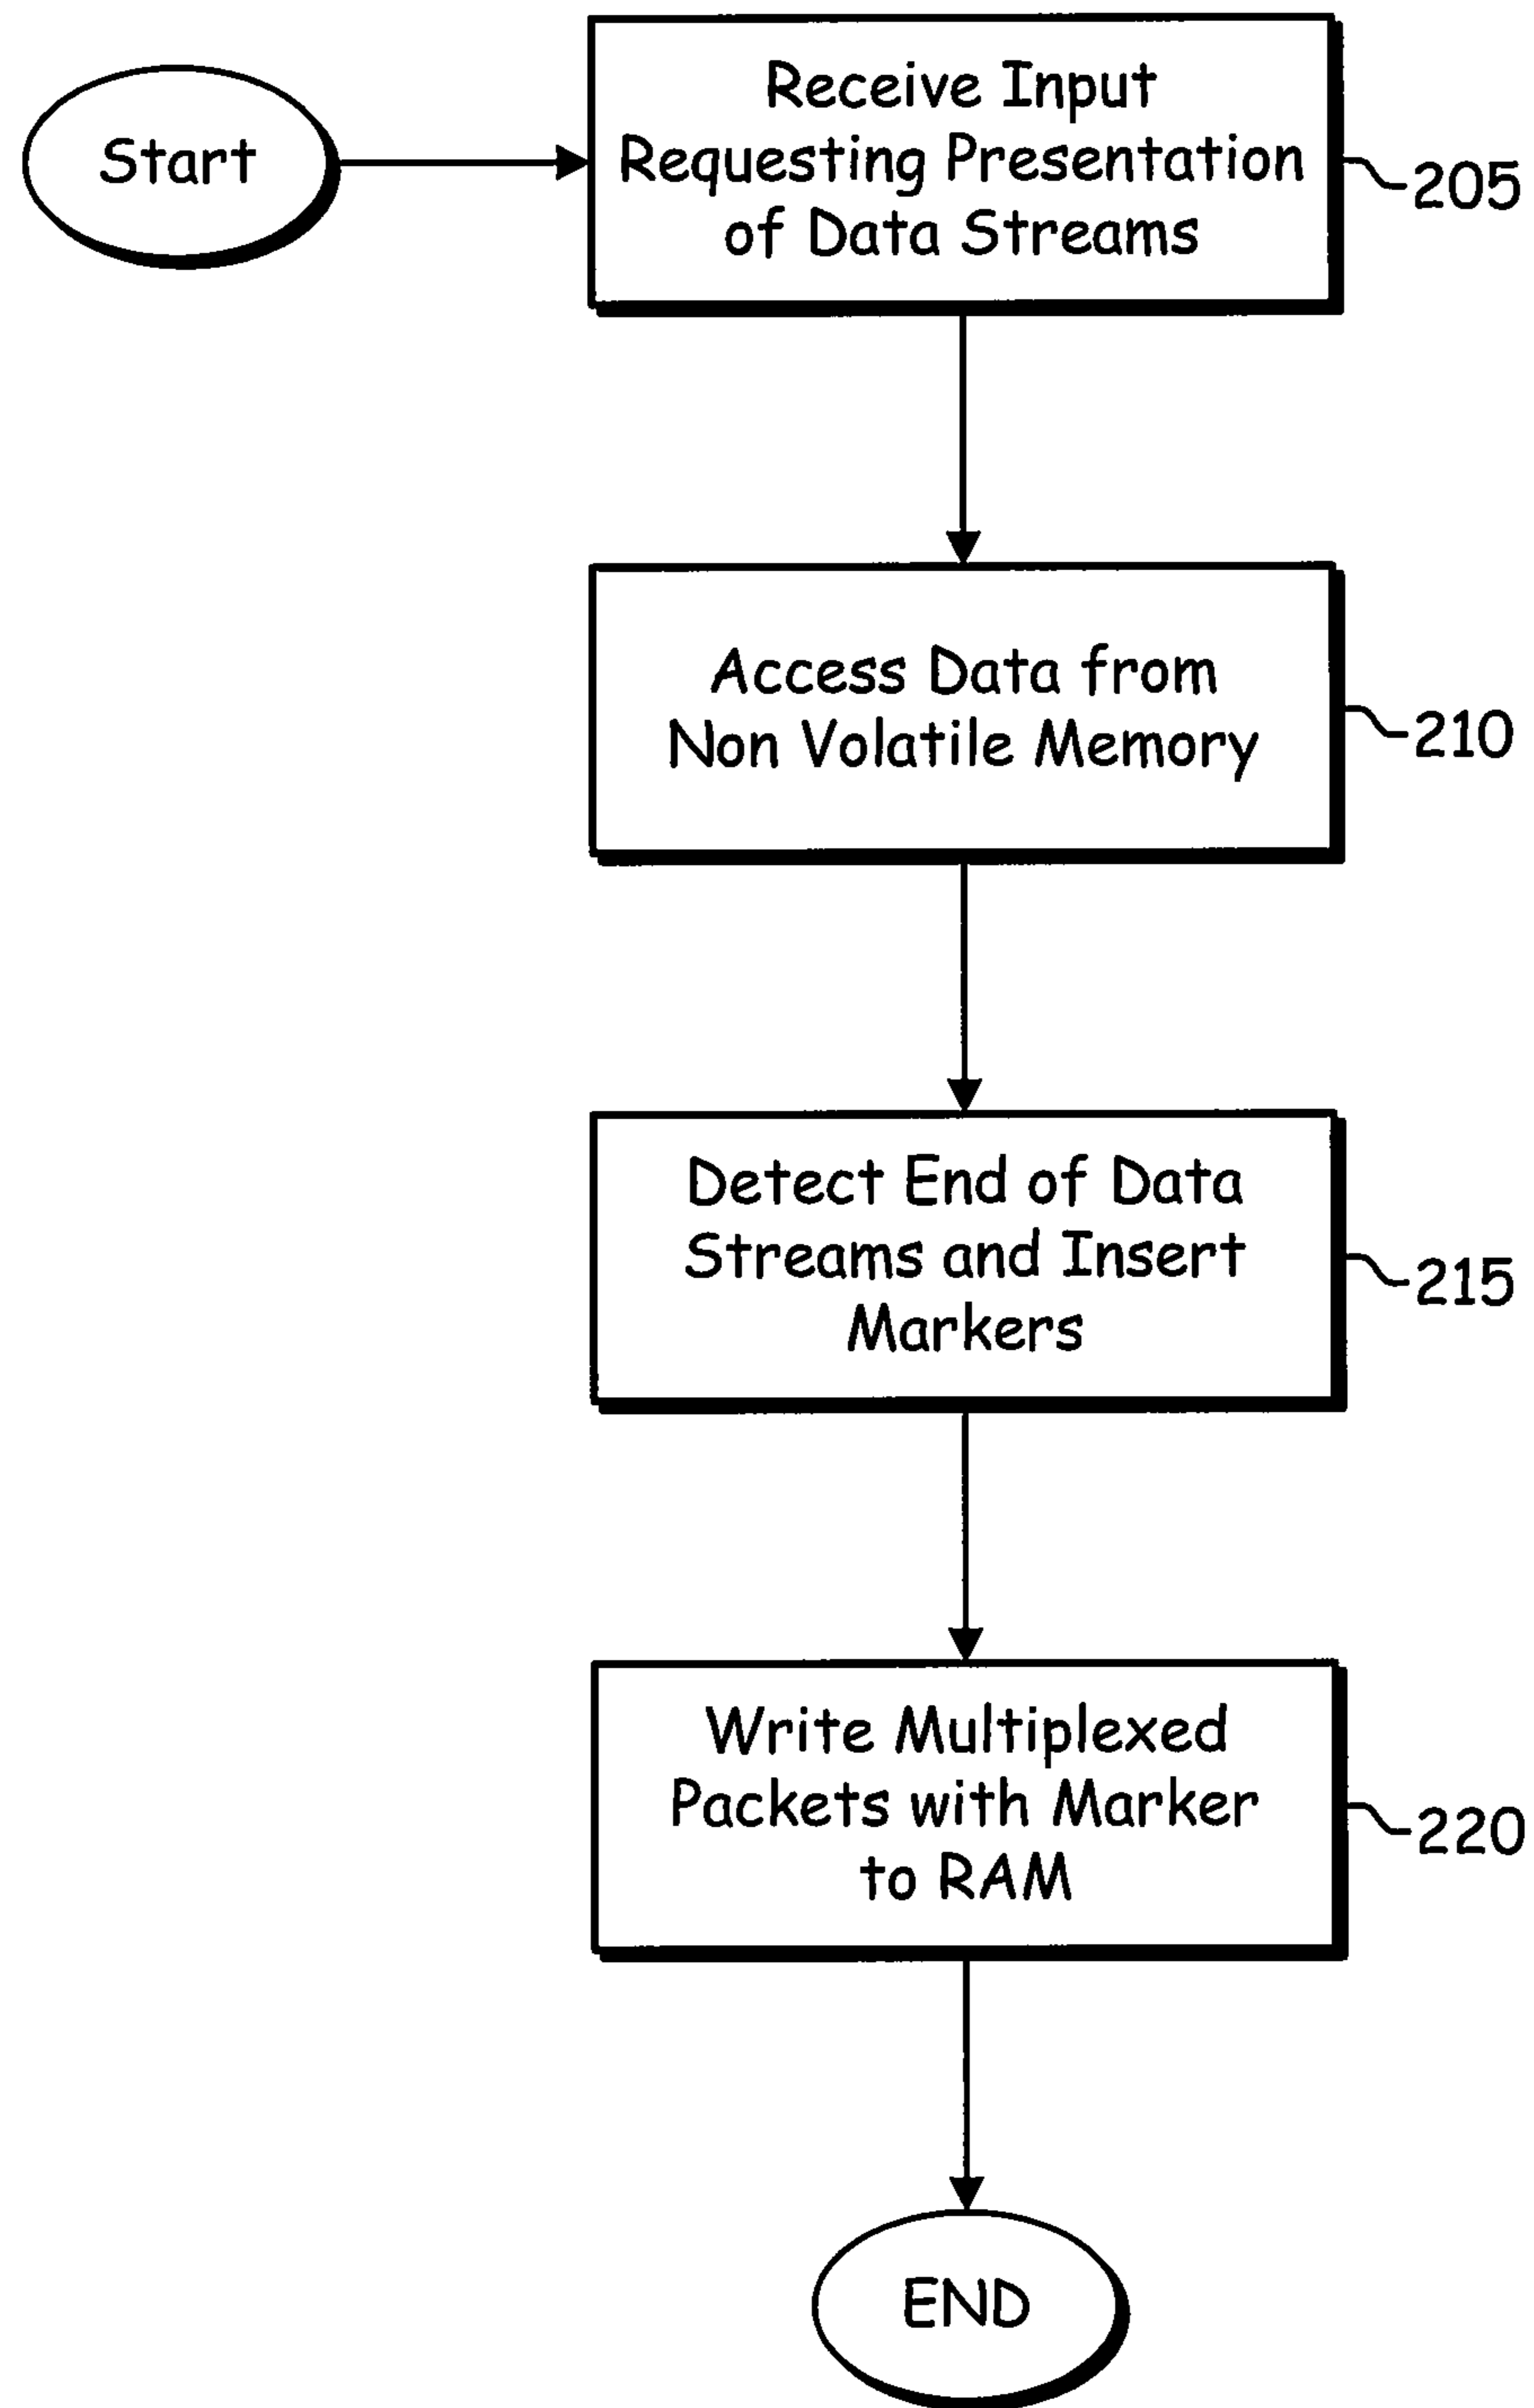 Start
Receive Input
Requesting Presentation
of Data Streams
205
Access Data from
Non Volatile Memory
210
Detect End of Data
Streams and Insert
Markers
215
Write Multiplexed
Packets with Marker
to RAM
220
END